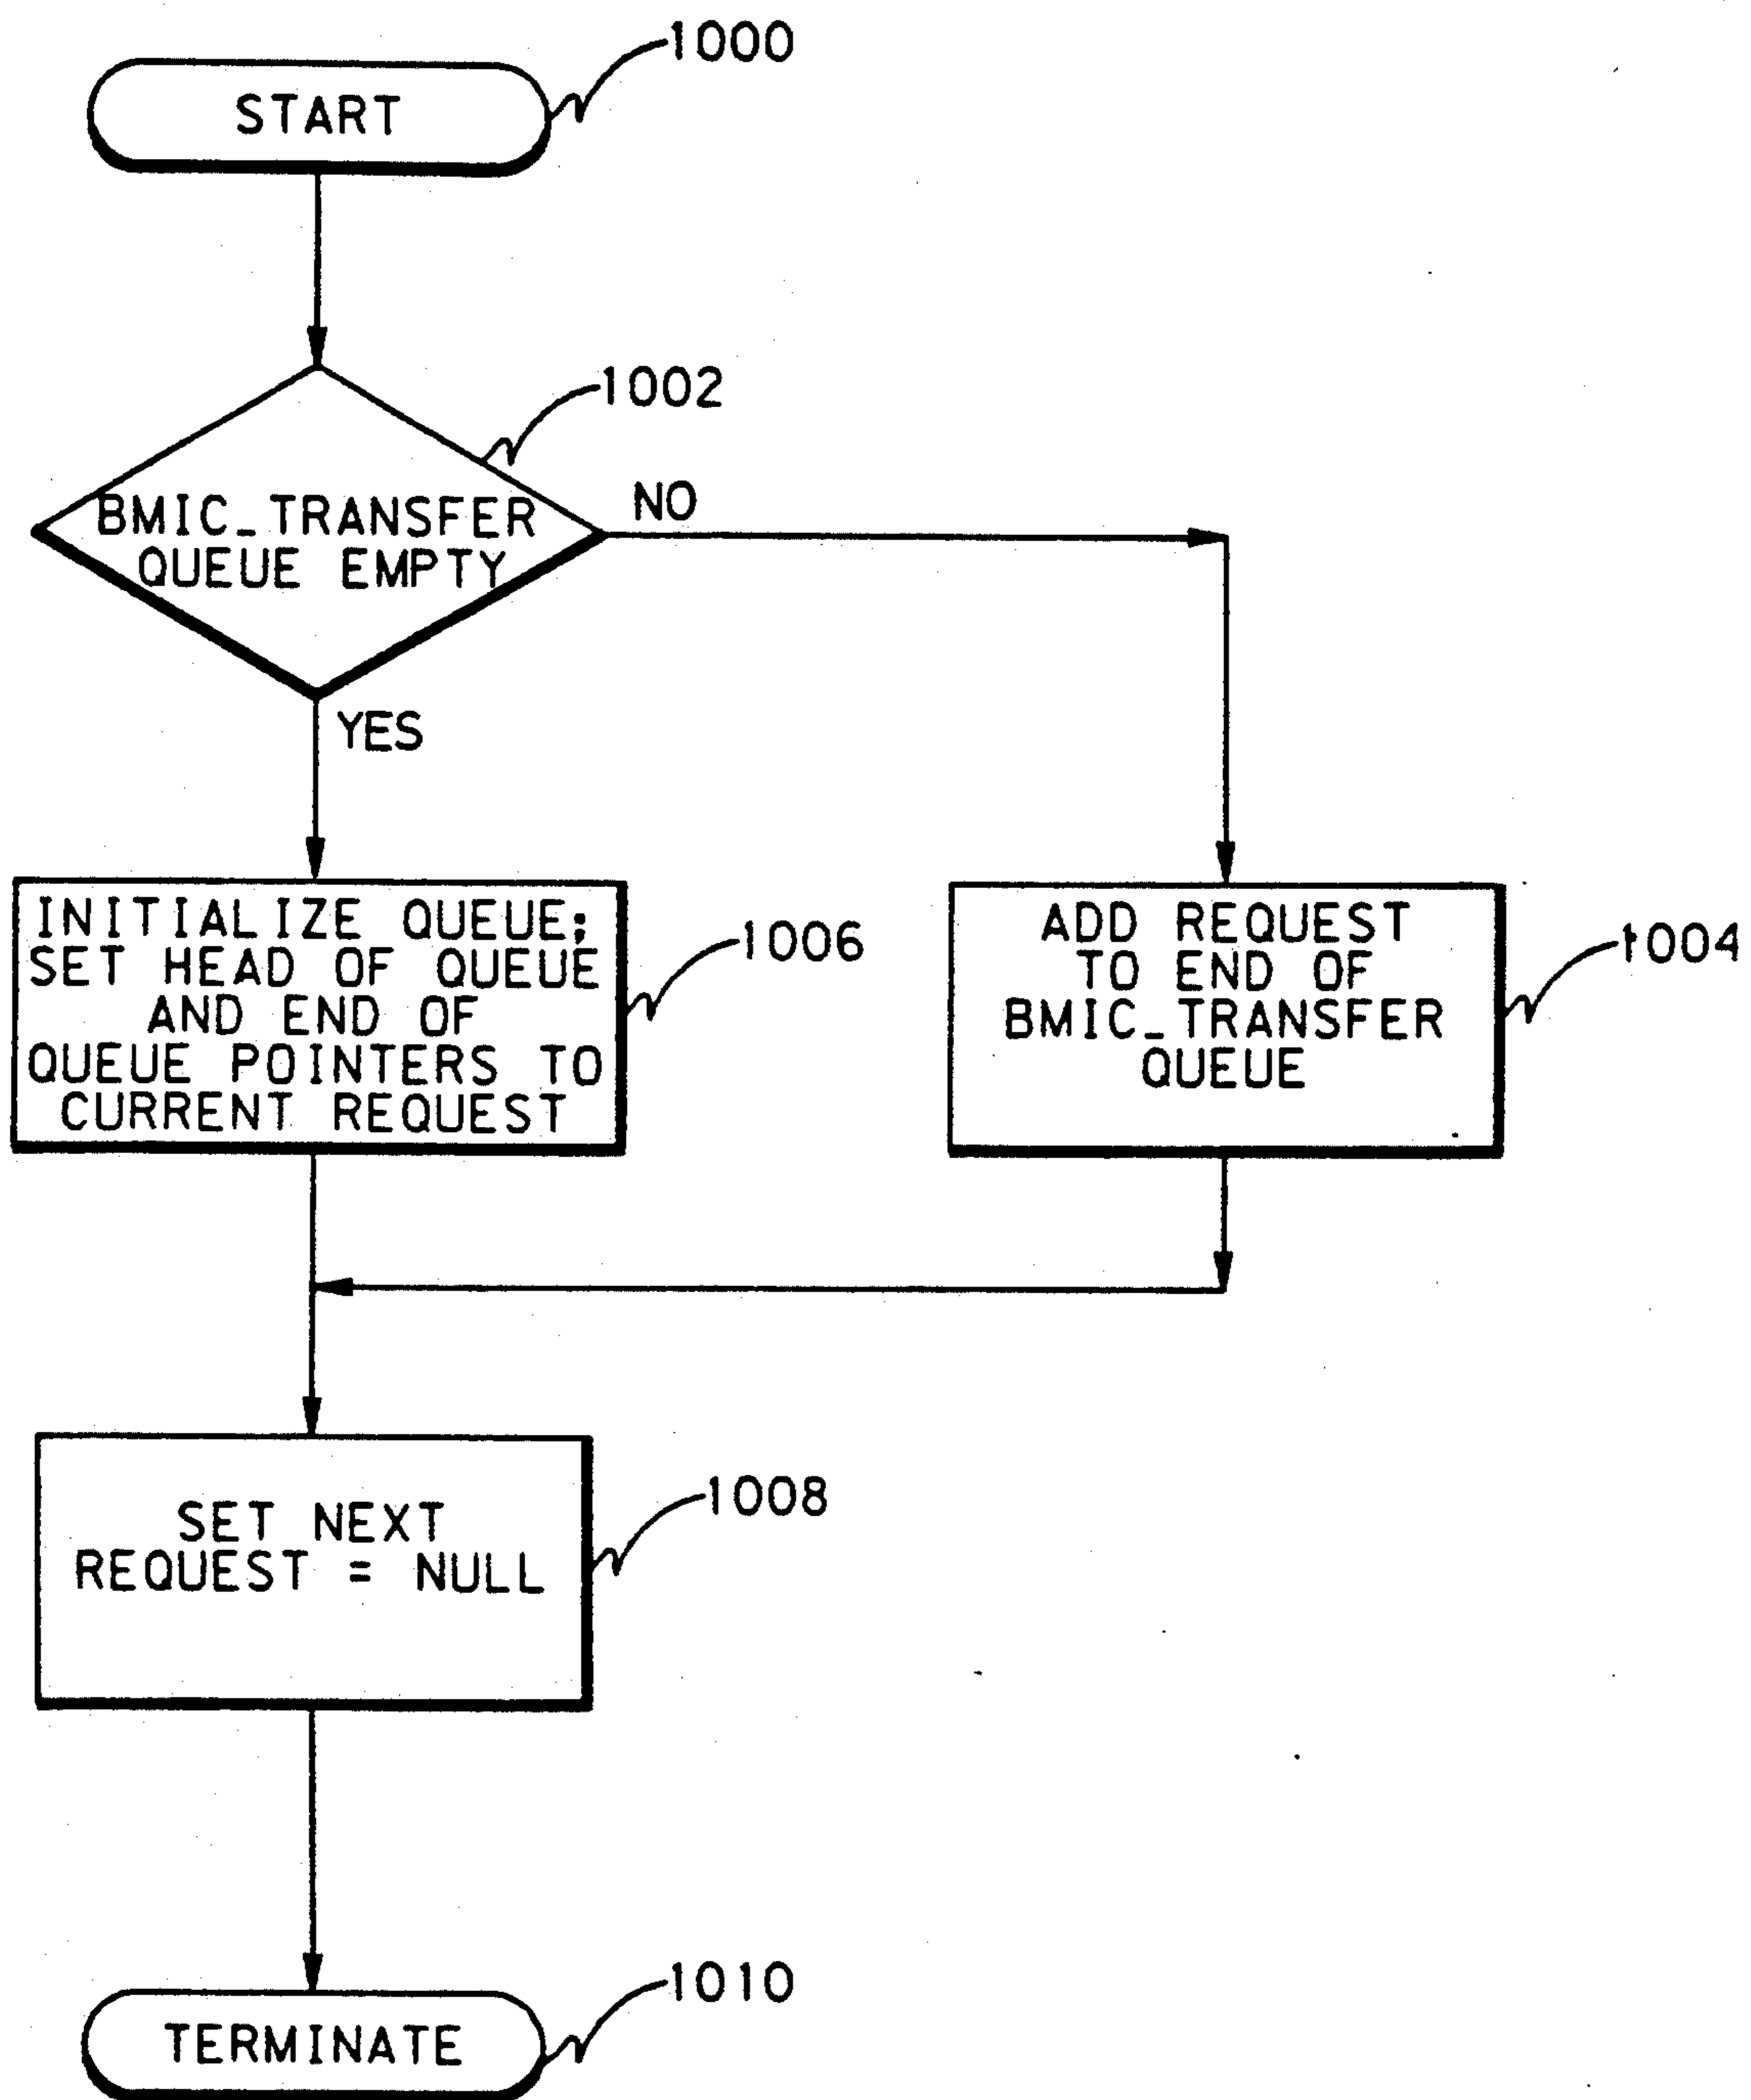 START
1000
1002
BMIC_TRANSFER
QUEUE EMPTY
NO
YES
INITIALIZE QUEUE;
SET HEAD OF QUEUE
AND END OF
QUEUE POINTERS TO
CURRENT REQUEST
1006
ADD REQUEST
TO END OF
BMIC_TRANSFER
QUEUE
1004
SET NEXT
REQUEST = NULL
1008
TERMINATE
1010